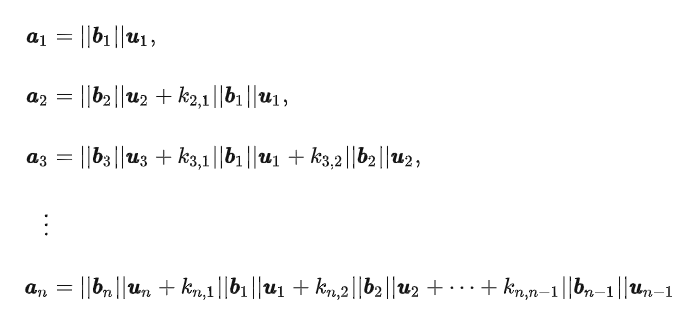 𝒂₁ = ||𝒃₁||𝒖₁,
𝒂₂ = ||𝒃₂||𝒖₂ + k₂,₁||𝒃₁||𝒖₁,
𝒂₃ = ||𝒃₃||𝒖₃ + k₃,₁||𝒃₁||𝒖₁ + k₃,₂||𝒃₂||𝒖₂,
⋮
𝒂ₙ = ||𝒃ₙ||𝒖ₙ + kₙ,₁||𝒃₁||𝒖₁ + kₙ,₂||𝒃₂||𝒖₂ + ⋯ + kₙ,ₙ₋₁||𝒃ₙ₋₁||𝒖ₙ₋₁